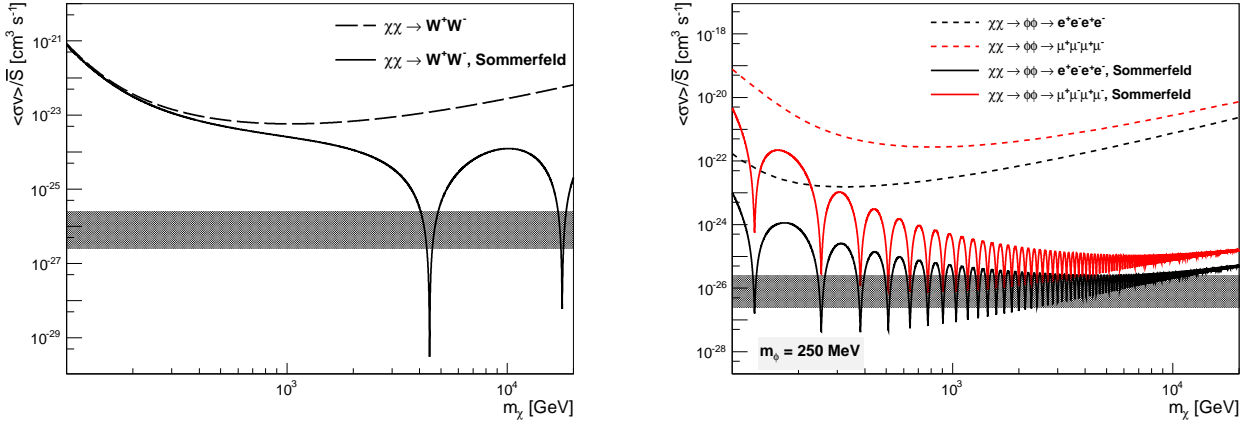 <σv>/S̅ [cm³ s⁻¹]
χχ → W⁺W⁻
χχ → W⁺W⁻, Sommerfeld
10⁻²¹
10⁻²³
10⁻²⁵
10⁻²⁷
10⁻²⁹
10³
10⁴
m_χ [GeV]
<σv>/S̅ [cm³ s⁻¹]
χχ → ϕϕ → e⁺e⁻e⁺e⁻
χχ → ϕϕ → μ⁺μ⁻μ⁺μ⁻
χχ → ϕϕ → e⁺e⁻e⁺e⁻, Sommerfeld
χχ → ϕϕ → μ⁺μ⁻μ⁺μ⁻, Sommerfeld
10⁻¹⁸
10⁻²⁰
10⁻²²
10⁻²⁴
10⁻²⁶
10⁻²⁸
m_ϕ = 250 MeV
10³
10⁴
m_χ [GeV]